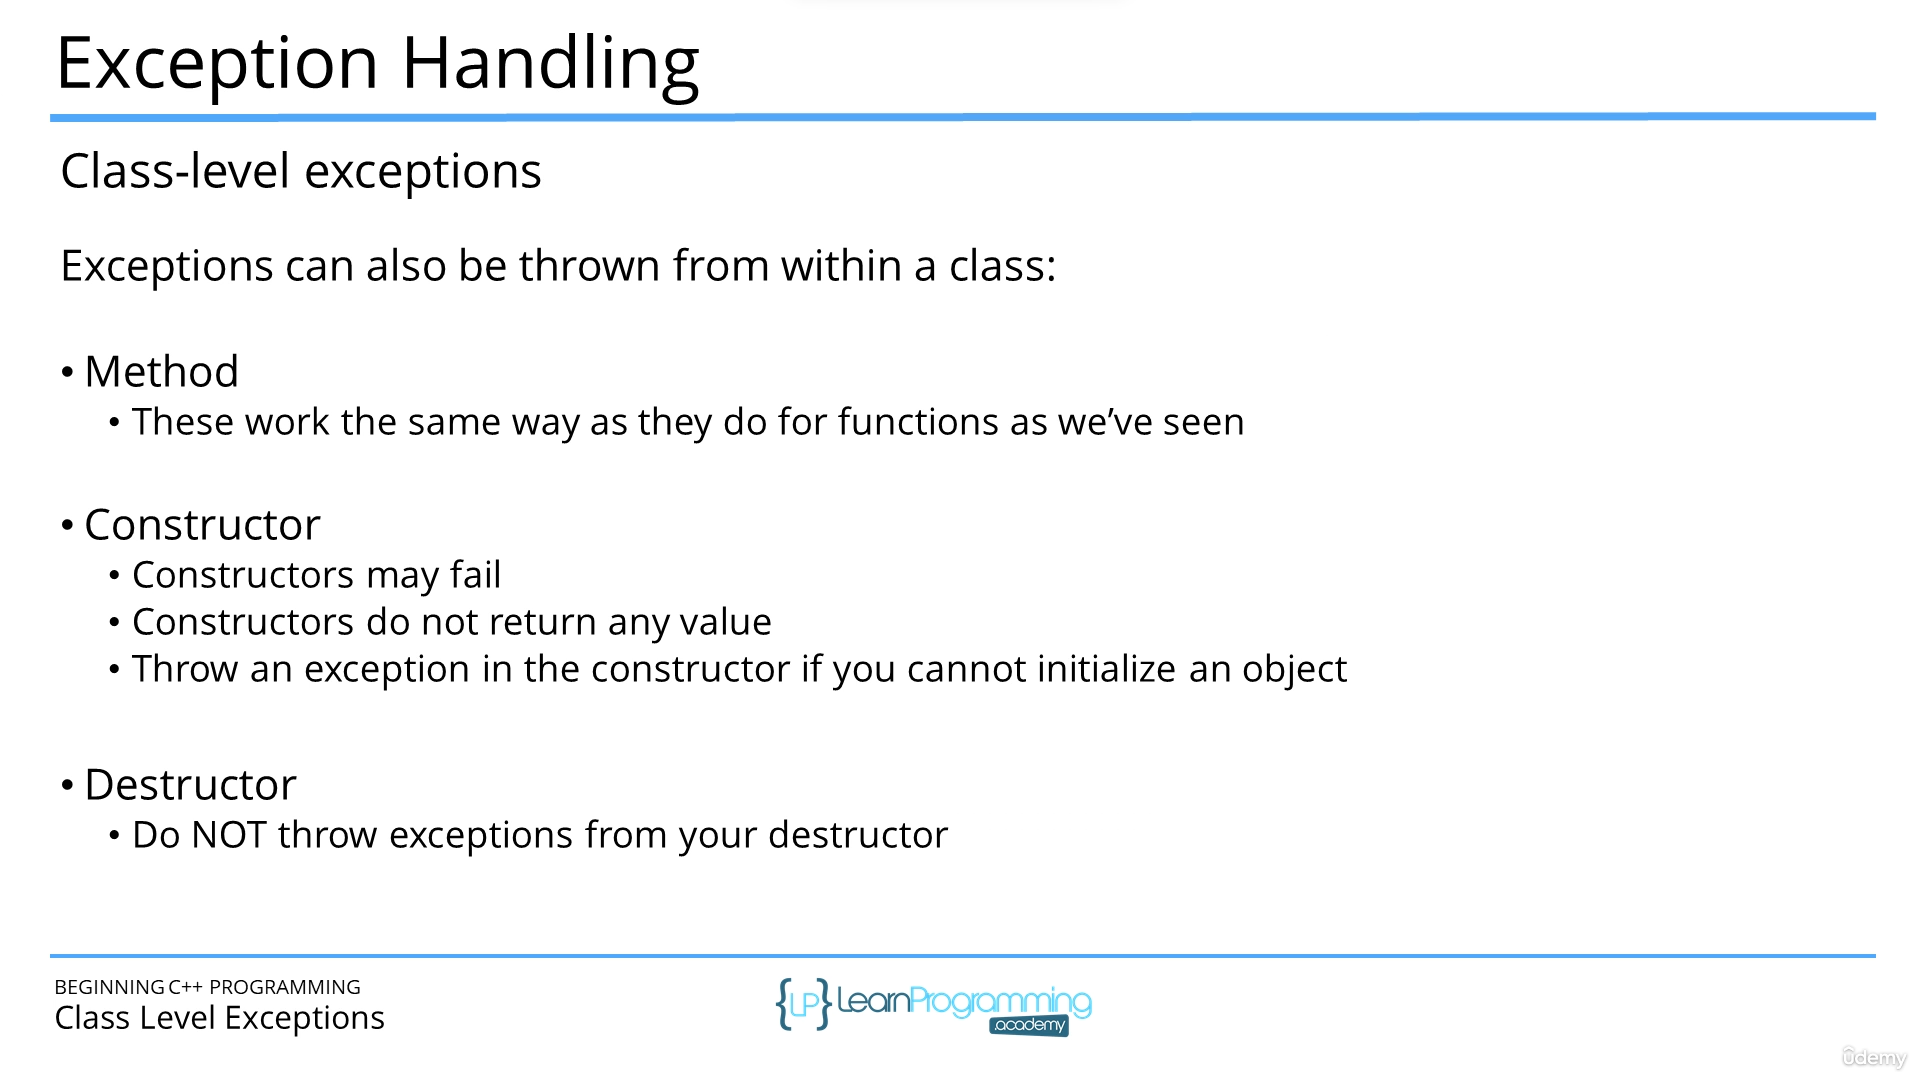 Exception Handling
Class-level exceptions
Exceptions can also be thrown from within a class:
• Method
• These work the same way as they do for functions as we’ve seen
• Constructor
• Constructors may fail
• Constructors do not return any value
• Throw an exception in the constructor if you cannot initialize an object
• Destructor
• Do NOT throw exceptions from your destructor
BEGINNING C++ PROGRAMMING
Class Level Exceptions
{LP} LearnProgramming
.academy
ûdemy